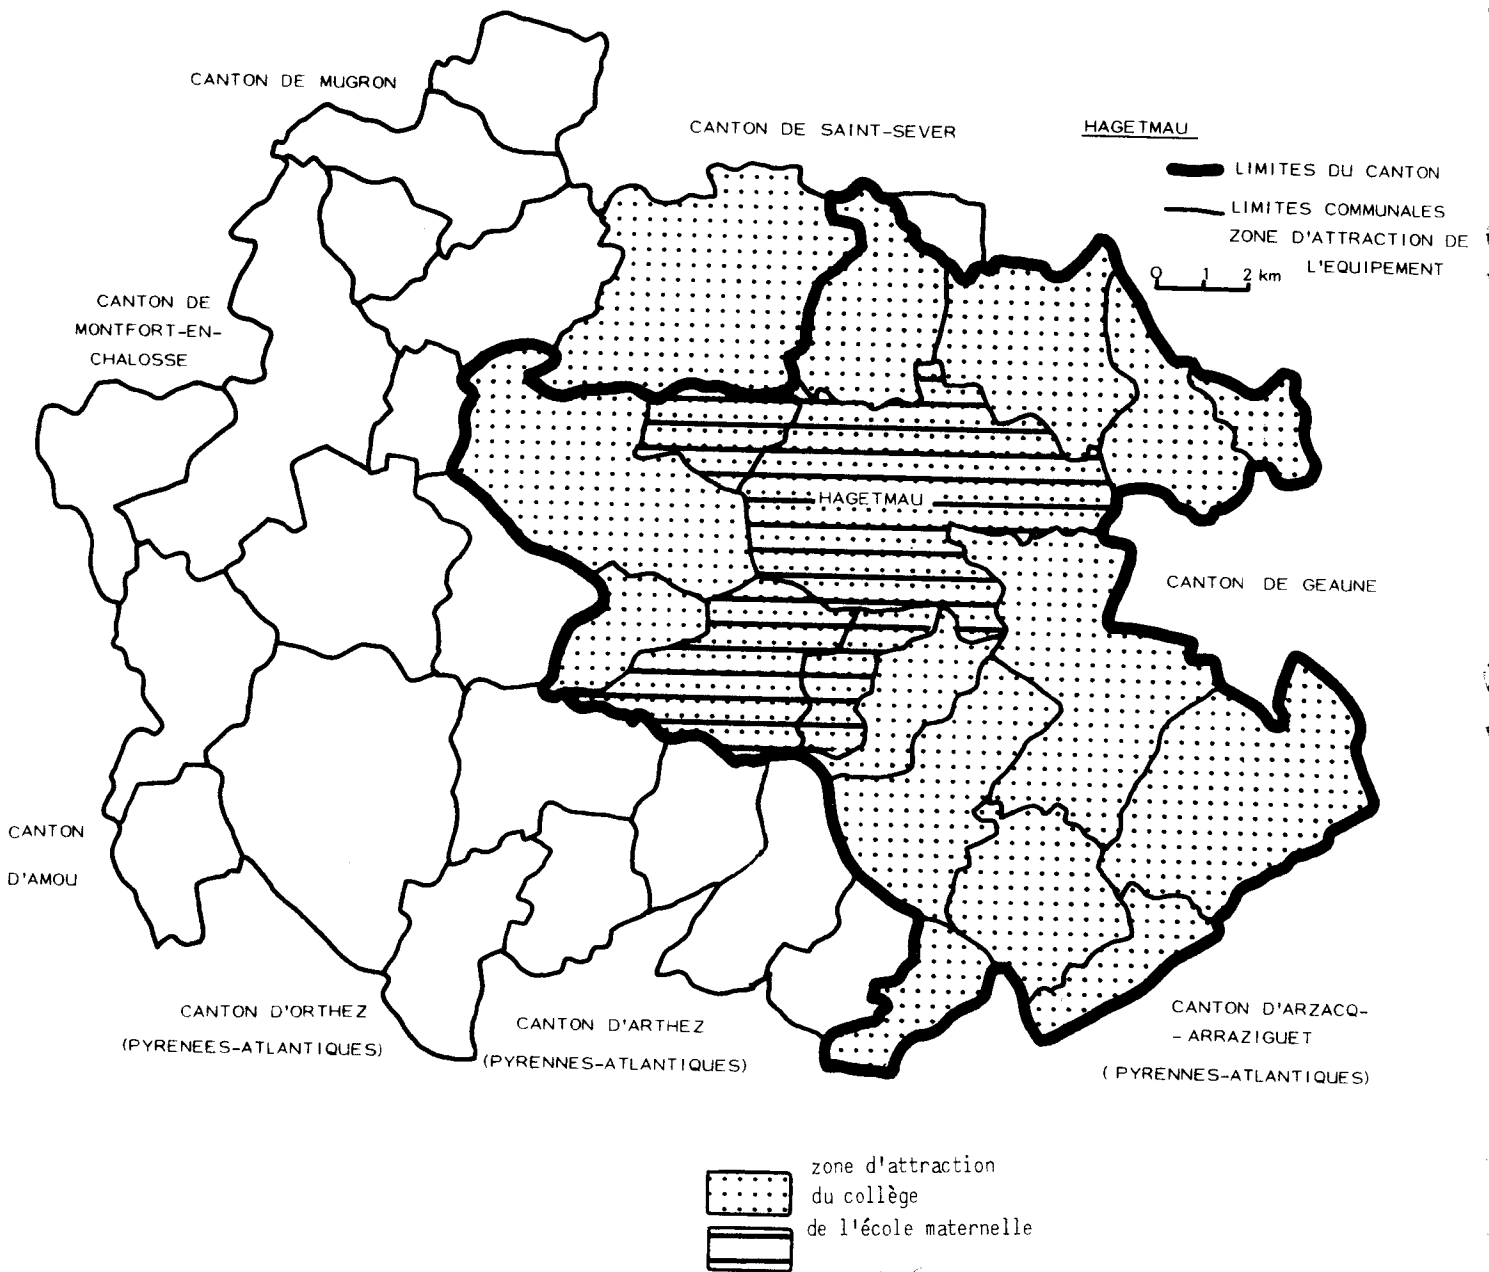 CANTON DE MUGRON
CANTON DE SAINT-SEVER
HAGETMAU
LIMITES DU CANTON
LIMITES COMMUNALES
ZONE D'ATTRACTION DE
L'EQUIPEMENT
0 1 2 km
CANTON DE
MONTFORT-EN-
CHALOSSE
HAGETMAU
CANTON DE GEAUNE
CANTON
D'AMOU
CANTON D'ORTHEZ
(PYRENEES-ATLANTIQUES)
CANTON D'ARTHEZ
(PYRENNES-ATLANTIQUES)
CANTON D'ARZACQ-
-ARRAZIGUET
(PYRENNES-ATLANTIQUES)
zone d'attraction
du collège
de l'école maternelle